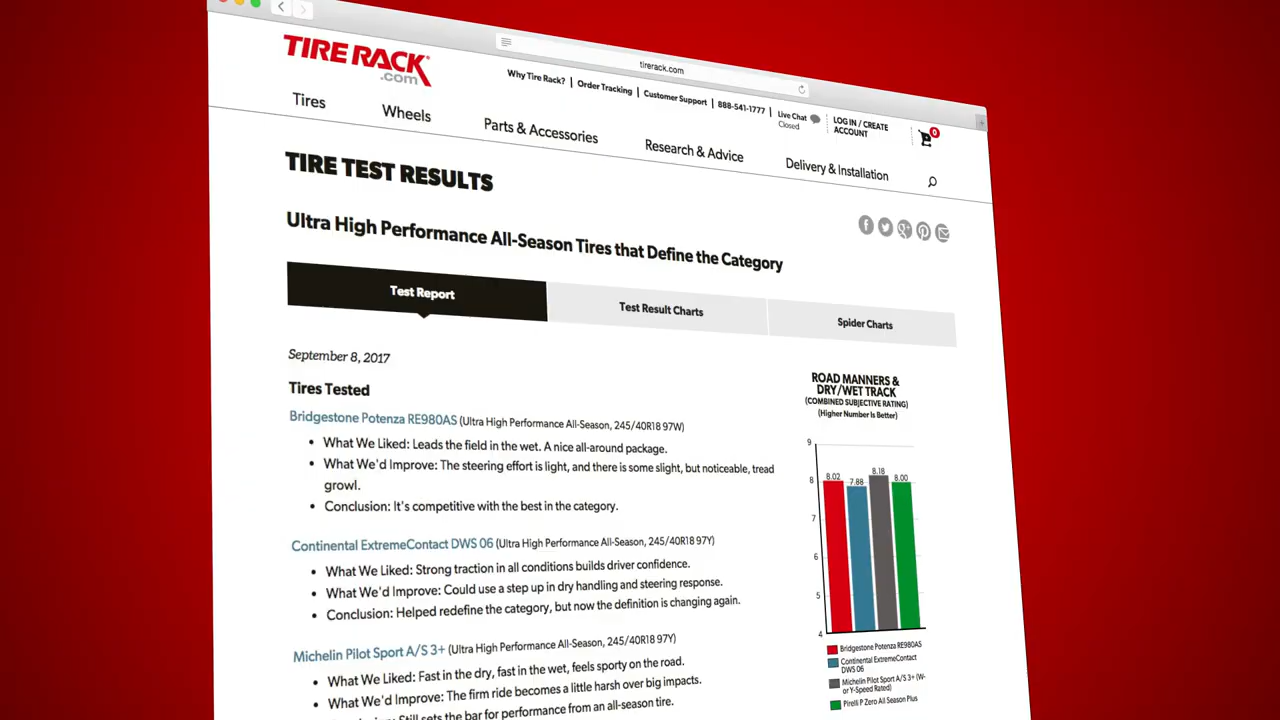 tirerack.com
TIRE RACK
.com
Why Tire Rack? | Order Tracking | Customer Support | 888-541-1777 | Live Chat Closed LOG IN / CREATE ACCOUNT 0
Tires Wheels Parts & Accessories Research & Advice Delivery & Installation
TIRE TEST RESULTS
Ultra High Performance All-Season Tires that Define the Category
Test Report Test Result Charts Spider Charts
September 8, 2017
Tires Tested
Bridgestone Potenza RE980AS (Ultra High Performance All-Season, 245/40R18 97W)
• What We Liked: Leads the field in the wet. A nice all-around package.
• What We'd Improve: The steering effort is light, and there is some slight, but noticeable, tread
growl.
• Conclusion: It's competitive with the best in the category.
Continental ExtremeContact DWS 06 (Ultra High Performance All-Season, 245/40R18 97Y)
• What We Liked: Strong traction in all conditions builds driver confidence.
• What We'd Improve: Could use a step up in dry handling and steering response.
• Conclusion: Helped redefine the category, but now the definition is changing again.
Michelin Pilot Sport A/S 3+ (Ultra High Performance All-Season, 245/40R18 97Y)
• What We Liked: Fast in the dry, fast in the wet, feels sporty on the road.
• What We'd Improve: The firm ride becomes a little harsh over big impacts.
Still sets the bar for performance from an all-season tire.
ROAD MANNERS &
DRY/WET TRACK
(COMBINED SUBJECTIVE RATING)
(Higher Number Is Better)
9
8
7
6
5
4
8.02 7.88 8.18 8.00
Bridgestone Potenza RE980AS
Continental ExtremeContact
DWS 06
Michelin Pilot Sport A/S 3+ (W-
or Y-Speed Rated)
Pirelli P Zero All Season Plus